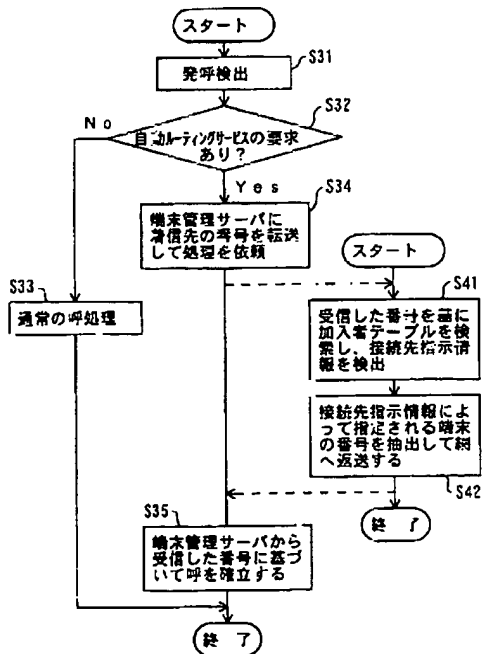 スタート
S31
発呼検出
S32
No
自動ルーティングサービスの要求
あり？
Yes
S34
端末管理サーバに
着信先の番号を転送
して処理を依頼
スタート
S33
通常の呼処理
S41
受信した番号を基に
加入者テーブルを検
索し、接続先指示情
報を検出
接続先指示情報によ
って指定される端末
の番号を抽出して網
へ返送する
S42
終 了
S35
端末管理サーバから
受信した番号に基づ
いて呼を確立する
終 了